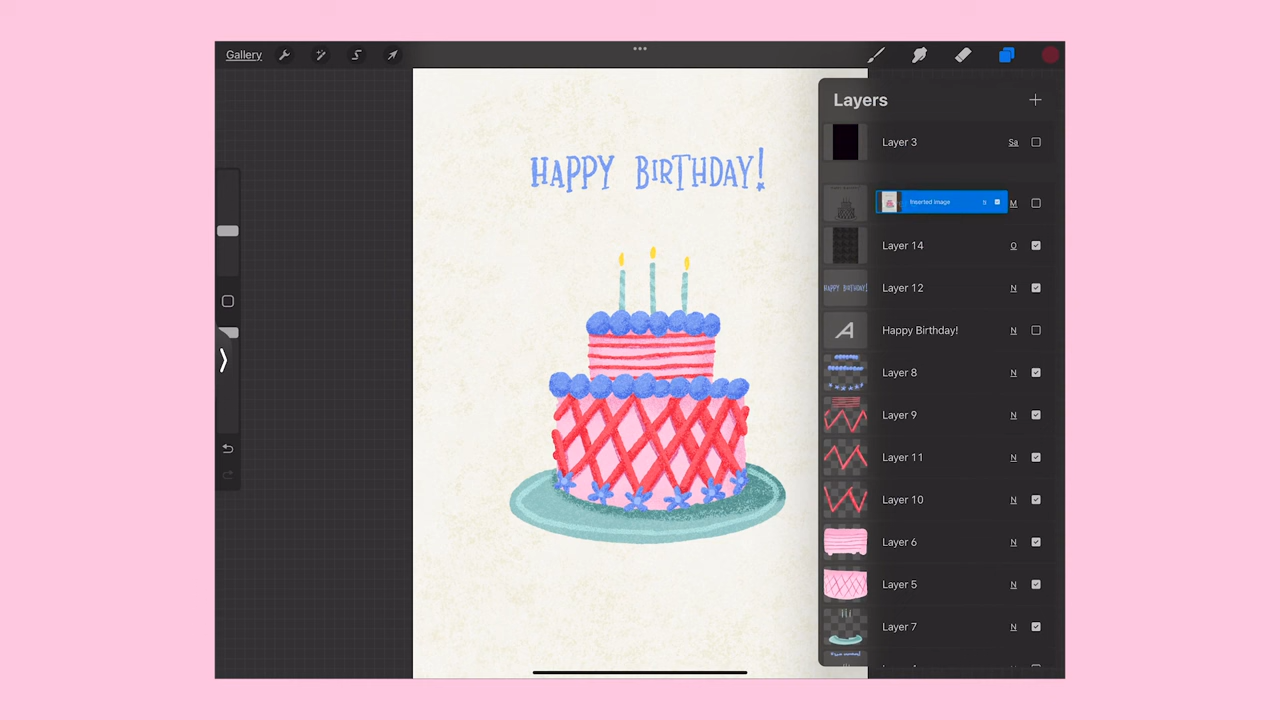 Gallery
Layers
HAPPY BiRTHDAY!
Layer 3 Sa
Inserted Image N M
Layer 14 O
HAPPY BiRTHDAY! Layer 12 N
A Happy Birthday! N
Layer 8 N
Layer 9 N
Layer 11 N
Layer 10 N
Layer 6 N
Layer 5 N
Layer 7 N